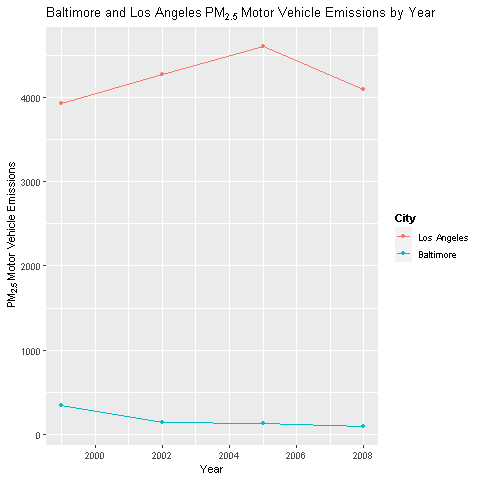 Baltimore and Los Angeles PM2.5 Motor Vehicle Emissions by Year
PM2.5 Motor Vehicle Emissions
4000
3000
2000
1000
0
2000 2002 2004 2006 2008
Year
City
Los Angeles
Baltimore